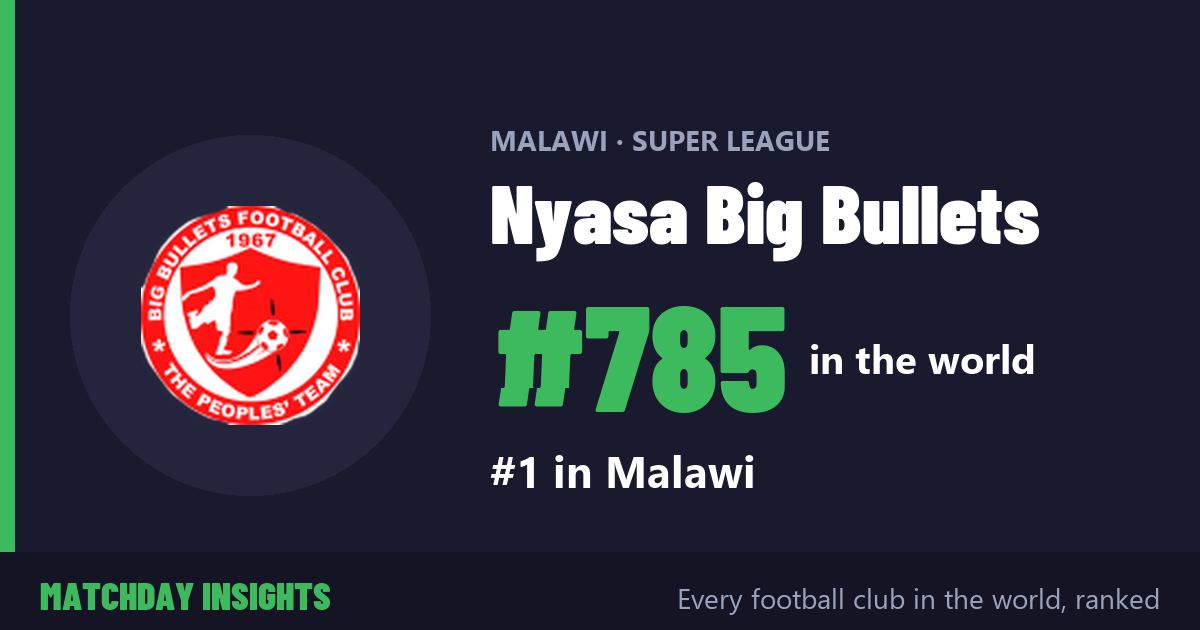 BIG BULLETS FOOTBALL CLUB
1967
* THE PEOPLES' TEAM *
MALAWI · SUPER LEAGUE
Nyasa Big Bullets
#785 in the world
#1 in Malawi
MATCHDAY INSIGHTS
Every football club in the world, ranked